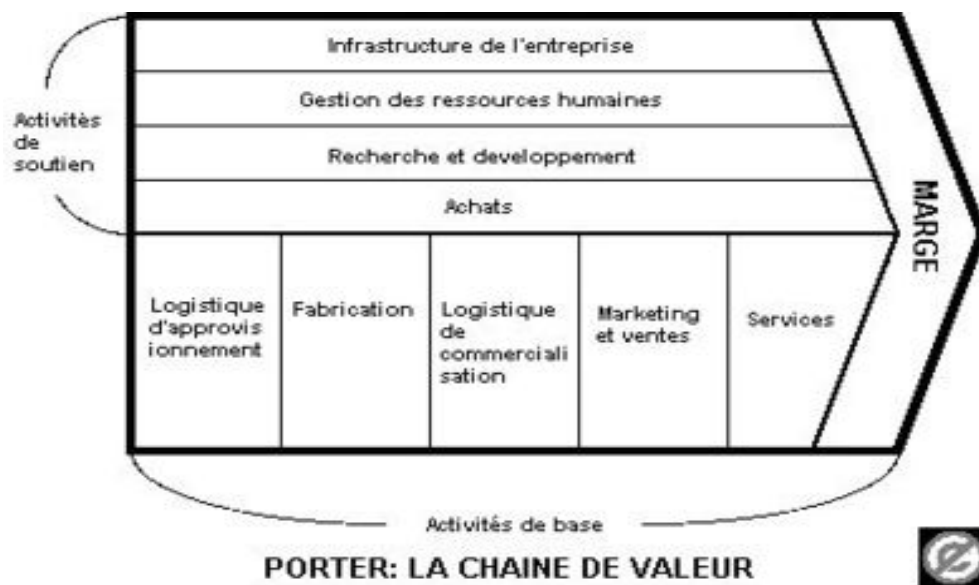 Infrastructure de l'entreprise
Gestion des ressources humaines
Activitès
de
soutien
Recherche et developpement
Achats
MARGE
Logistique
d'approvis
ionnement
Fabrication
Logistique
de
commerciali
sation
Marketing
et ventes
Services
Activités de base
PORTER: LA CHAINE DE VALEUR